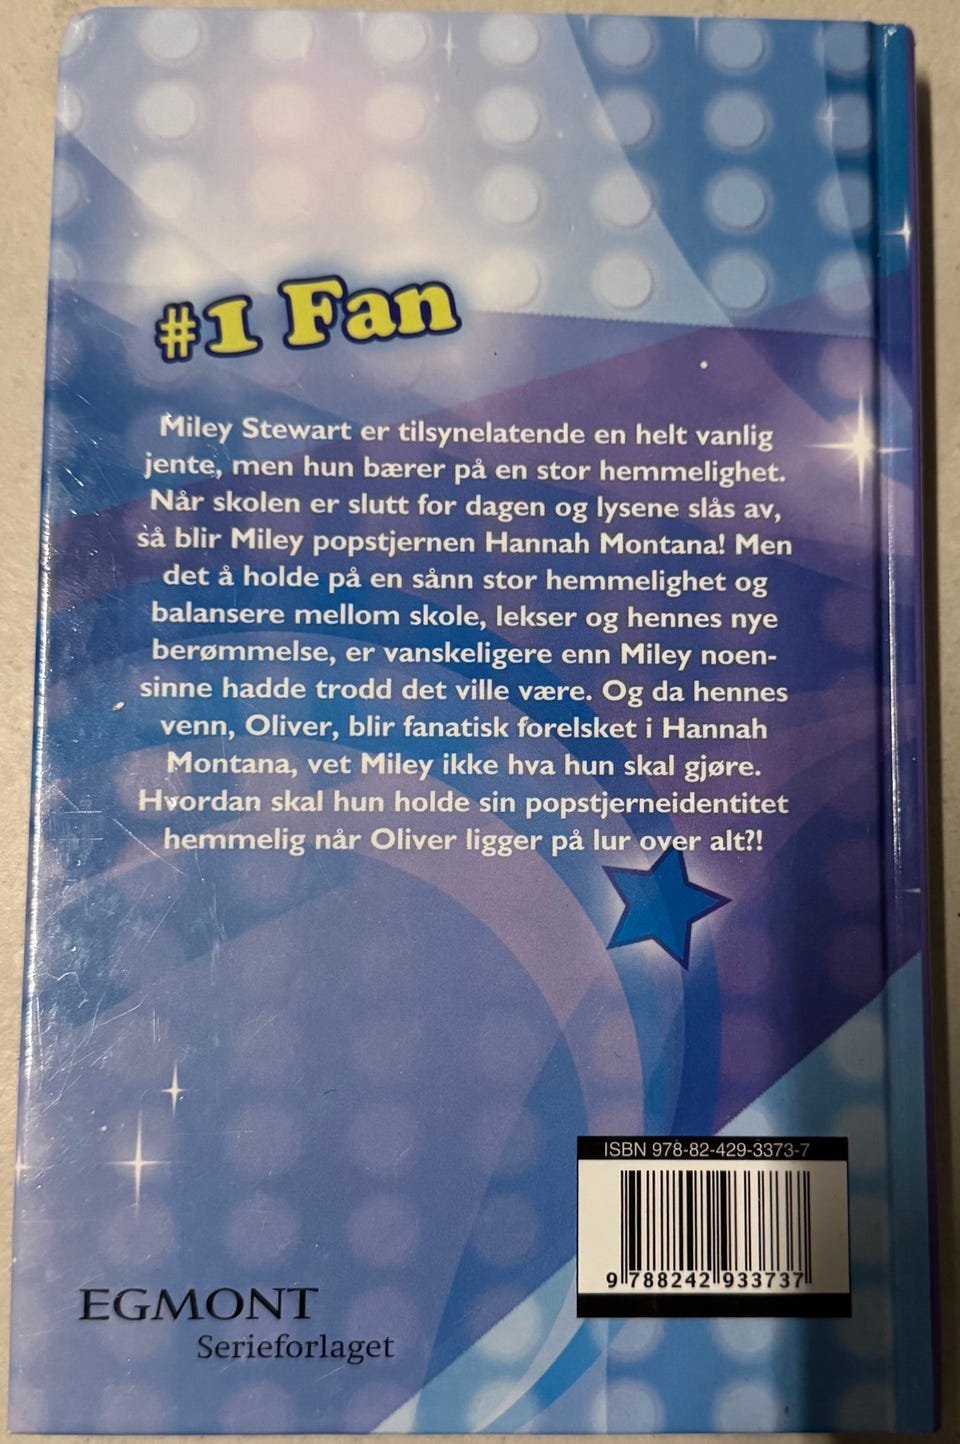 #1 Fan
Miley Stewart er tilsynelatende en helt vanlig
jente, men hun bærer på en stor hemmelighet.
Når skolen er slutt for dagen og lysene slås av,
så blir Miley popstjernen Hannah Montana! Men
det å holde på en sånn stor hemmelighet og
balansere mellom skole, lekser og hennes nye
berømmelse, er vanskeligere enn Miley noen-
sinne hadde trodd det ville være. Og da hennes
venn, Oliver, blir fanatisk forelsket i Hannah
Montana, vet Miley ikke hva hun skal gjøre.
Hvordan skal hun holde sin popstjerneidentitet
hemmelig når Oliver ligger på lur over alt?!
ISBN 978-82-429-3373-7
9 788242 933737
EGMONT
Serieforlaget